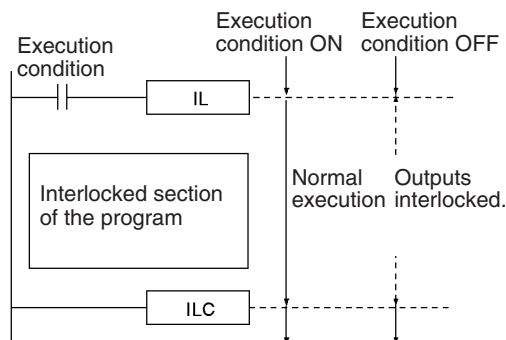 Execution
condition
Execution
condition ON
Execution
condition OFF
IL
Interlocked section
of the program
Normal
execution
Outputs
interlocked.
ILC